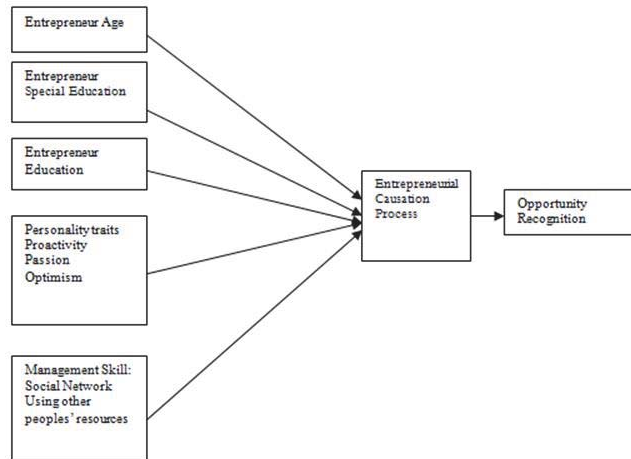 Entrepreneur Age
Entrepreneur
Special Education
Entrepreneur
Education
Personality traits
Proactivity
Passion
Optimism
Management Skill:
Social Network
Using other
peoples' resources
Entrepreneurial
Causation
Process
Opportunity
Recognition